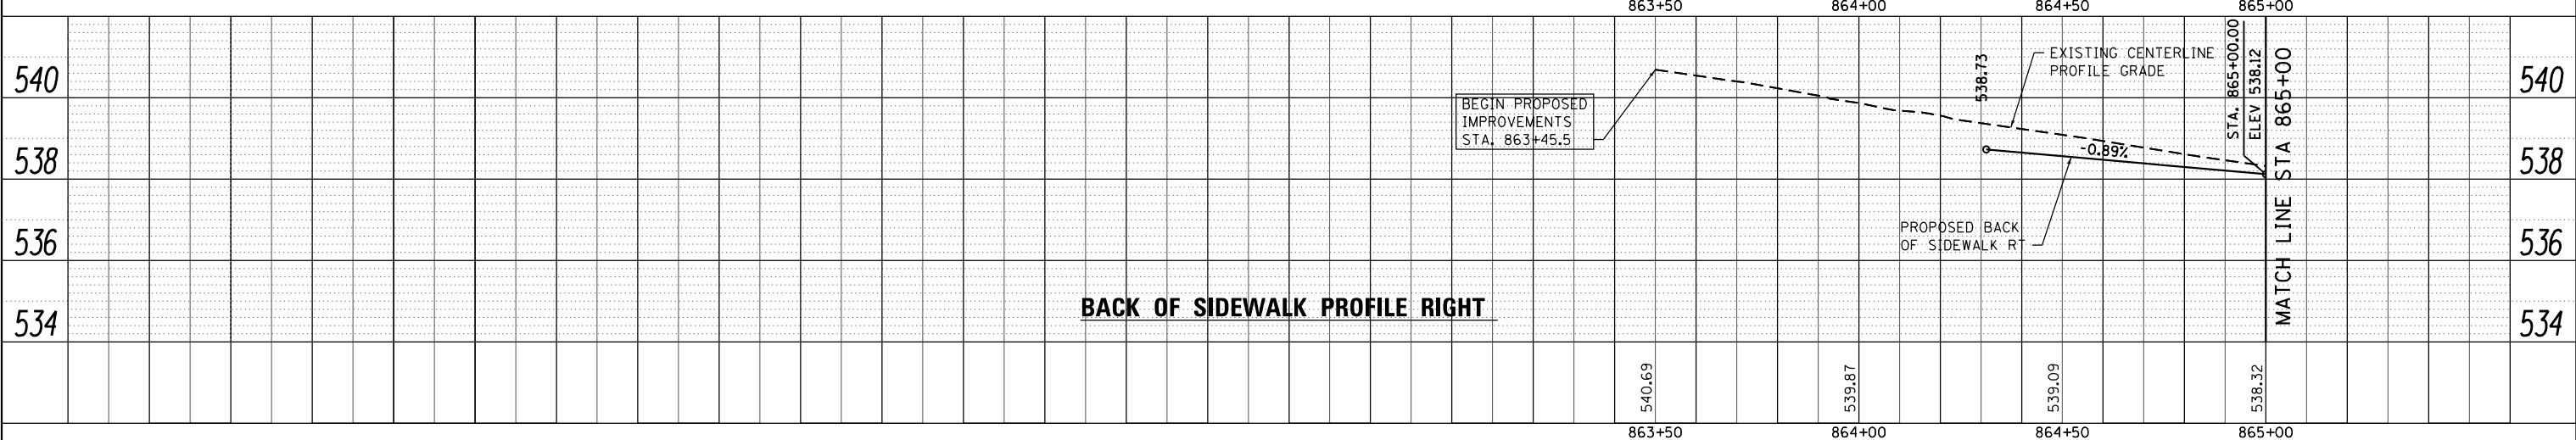 863+50 864+00 864+50 865+00
540
538
536
534
BEGIN PROPOSED
IMPROVEMENTS
STA. 863+45.5
538.73
EXISTING CENTERLINE
PROFILE GRADE
-0.89%
PROPOSED BACK
OF SIDEWALK RT
STA. 865+00.00
ELEV 538.12
MATCH LINE STA 865+00
540
538
536
534
BACK OF SIDEWALK PROFILE RIGHT
540.69
539.87
539.09
538.32
863+50 864+00 864+50 865+00